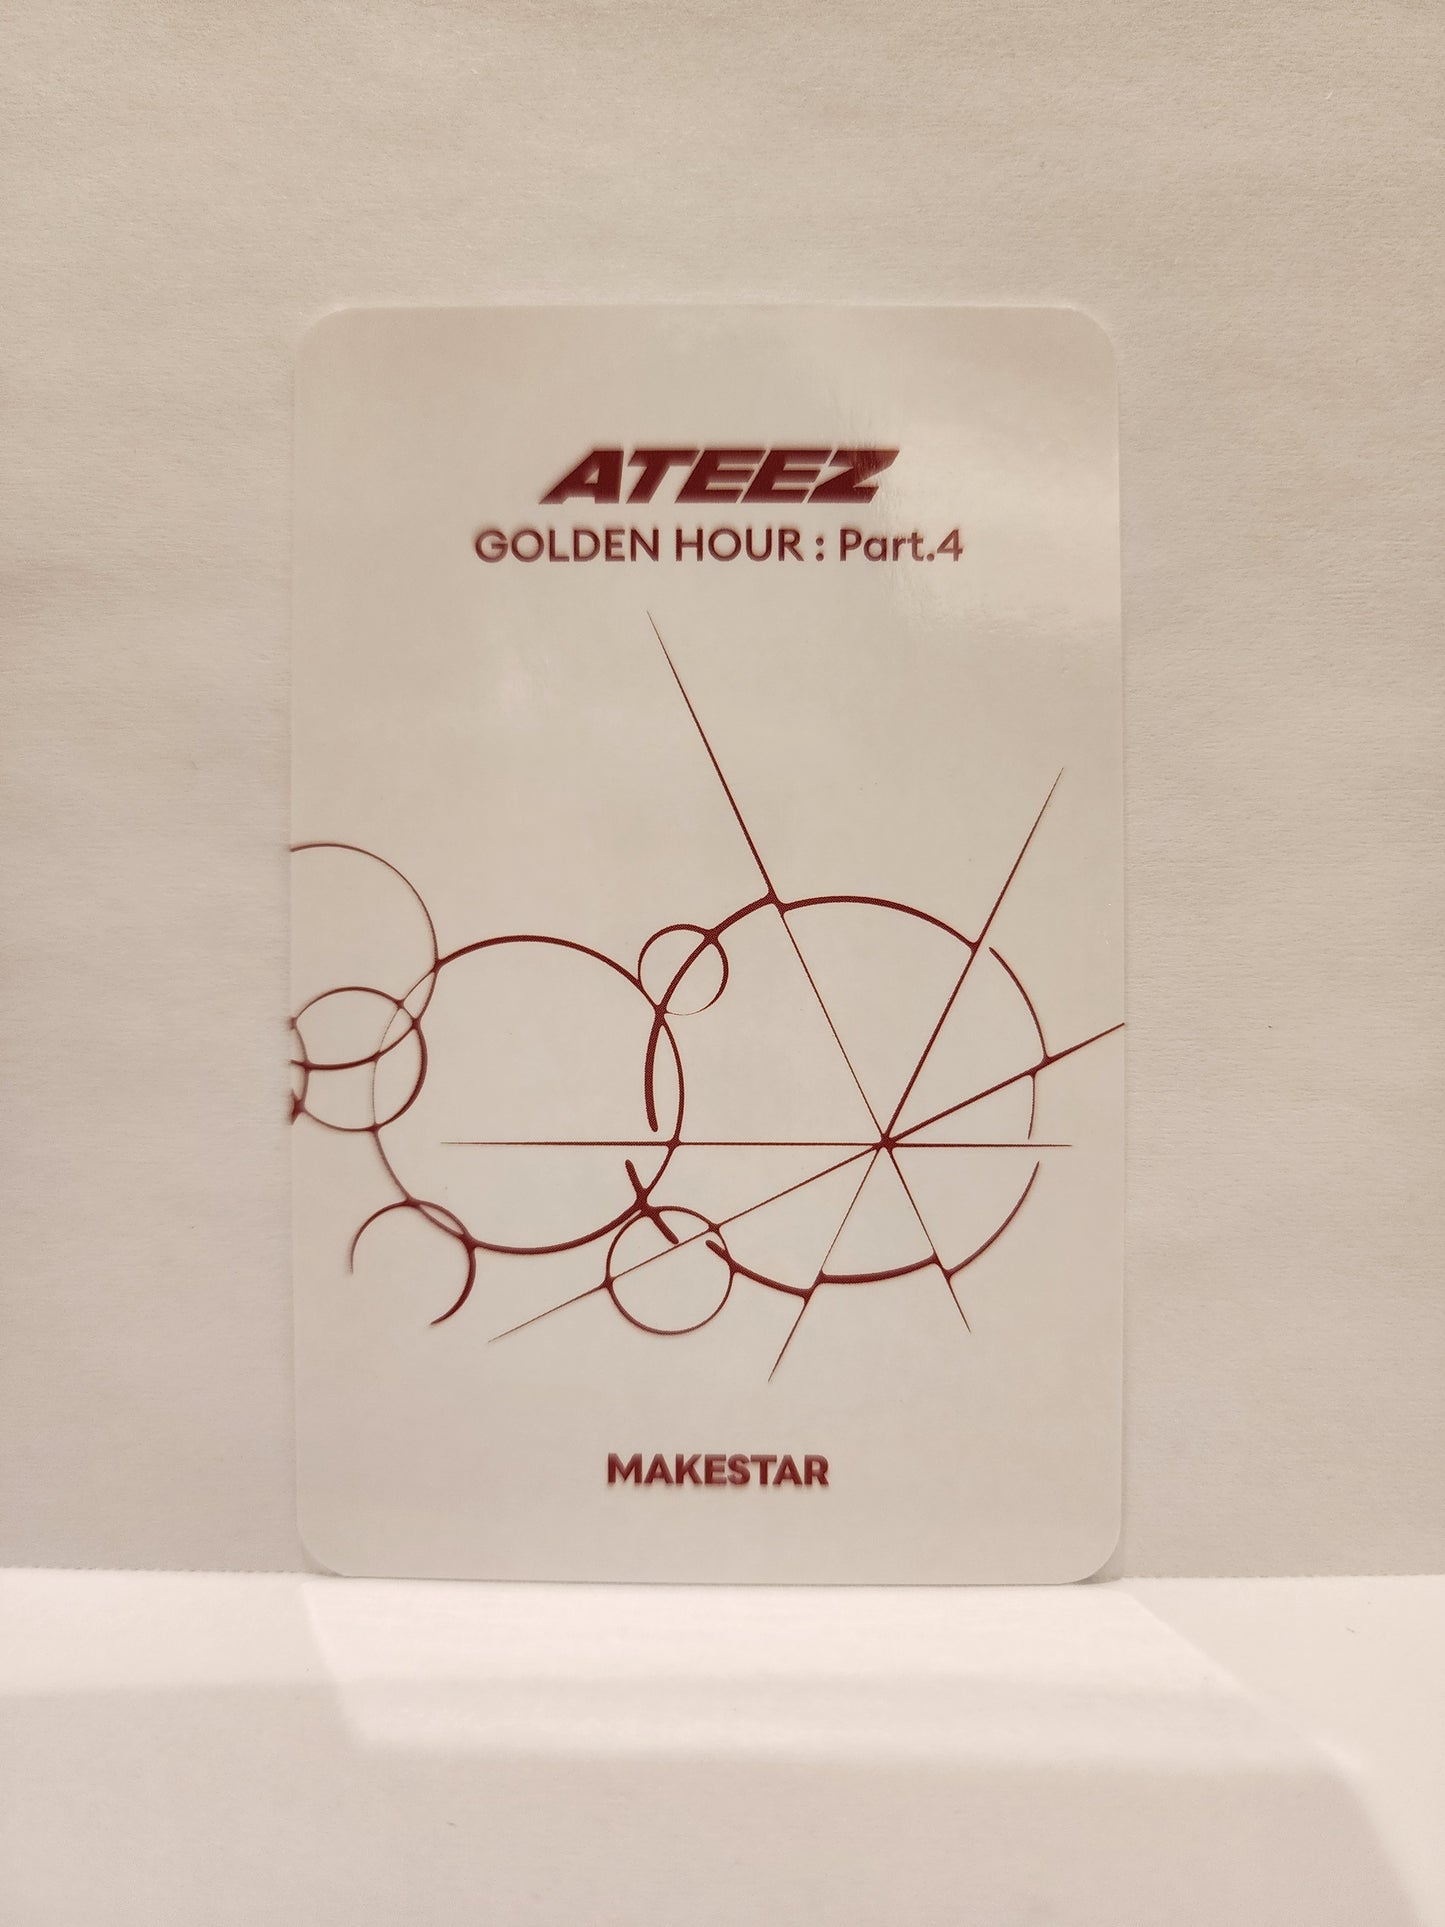 ATEEZ
GOLDEN HOUR : Part.4
MAKESTAR